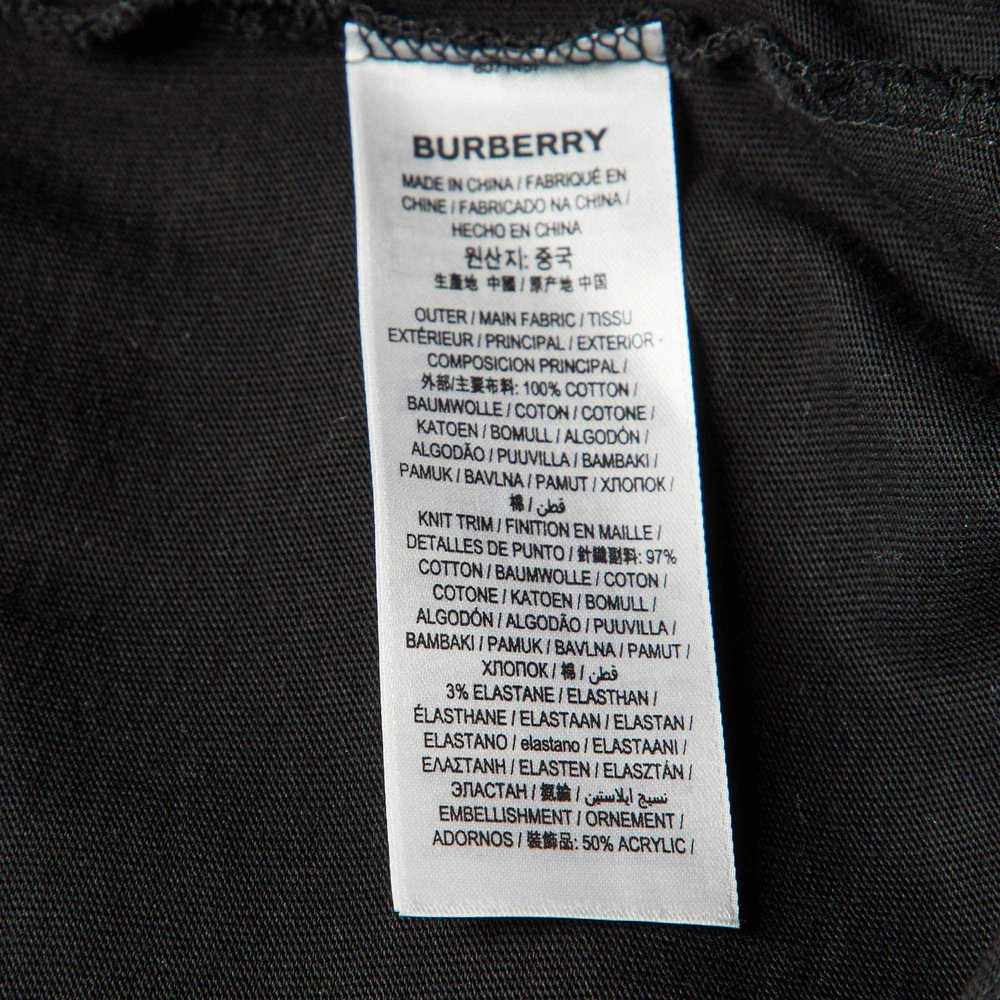 BURBERRY
MADE IN CHINA / FABRIQUÉ EN
CHINE / FABRICADO NA CHINA /
HECHO EN CHINA
원산지: 중국
生產地 中國 / 原产地 中国
OUTER / MAIN FABRIC / TISSU
EXTÉRIEUR / PRINCIPAL / EXTERIOR -
COMPOSICION PRINCIPAL /
外部/主要布料: 100% COTTON /
BAUMWOLLE / COTON / COTONE /
KATOEN / BOMULL / ALGODÓN /
ALGODÃO / PUUVILLA / BAMBAKI /
PAMUK / BAVLNA / PAMUT / ХЛОПОК /
棉 / قطن
KNIT TRIM / FINITION EN MAILLE /
DETALLES DE PUNTO / 針織副料: 97%
COTTON / BAUMWOLLE / COTON /
COTONE / KATOEN / BOMULL /
ALGODÓN / ALGODÃO / PUUVILLA /
BAMBAKI / PAMUK / BAVLNA / PAMUT /
ХЛОПОК / 棉 / قطن
3% ELASTANE / ELASTHAN /
ÉLASTHANE / ELASTAAN / ELASTAN /
ELASTANO / elastano / ELASTAANI /
ΕΛΑΣΤΑΝΗ / ELASTEN / ELASZTÁN /
ЭЛАСТАН / 氨綸 / نسيج ايلاستين
EMBELLISHMENT / ORNEMENT /
ADORNOS / 裝飾品: 50% ACRYLIC /